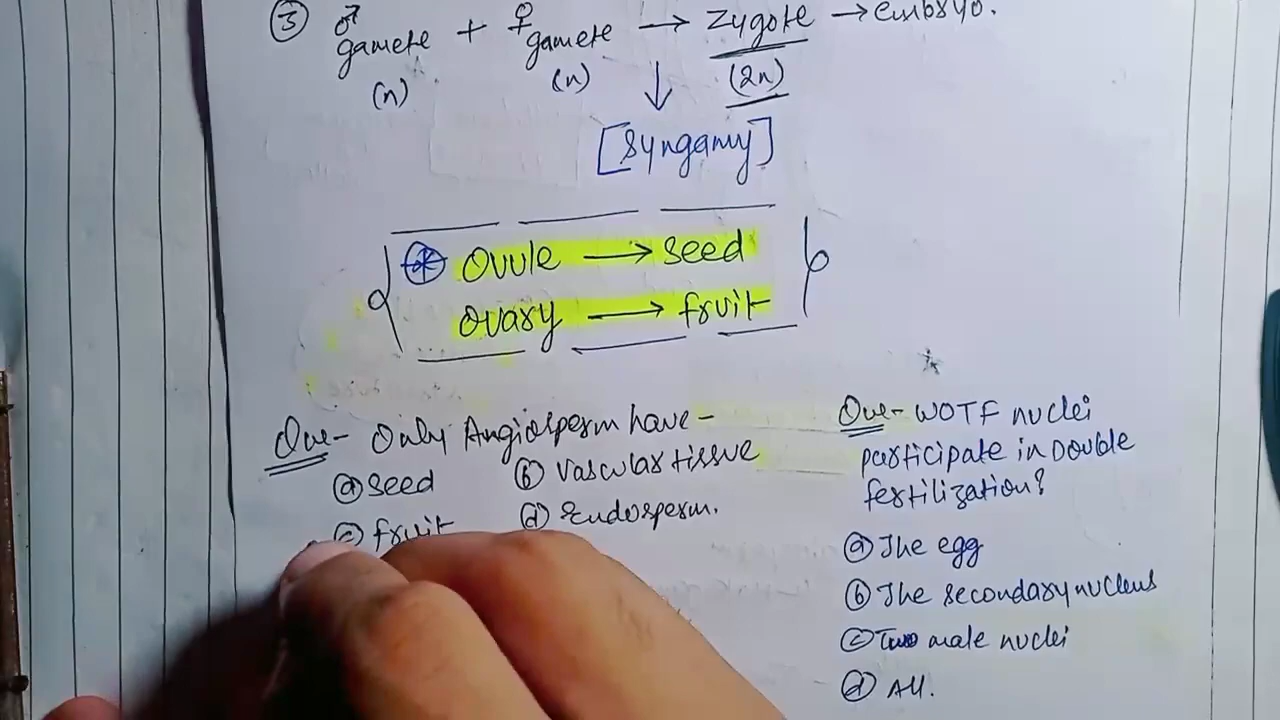 ③ ♂ gamete + ♀ gamete → zygote → embryo.
(n) (n) ↓ (2n)
[Syngamy]
Ovule → seed
Ovary → fruit
Que- Only Angiosperm have-
ⓐ seed ⓑ vascular tissue
ⓒ fruit ⓓ Endosperm.
Que- WOTF nuclei
participate in Double
fertilization?
ⓐ The egg
ⓑ The secondary nucleus
ⓒ Two male nuclei
ⓓ All.